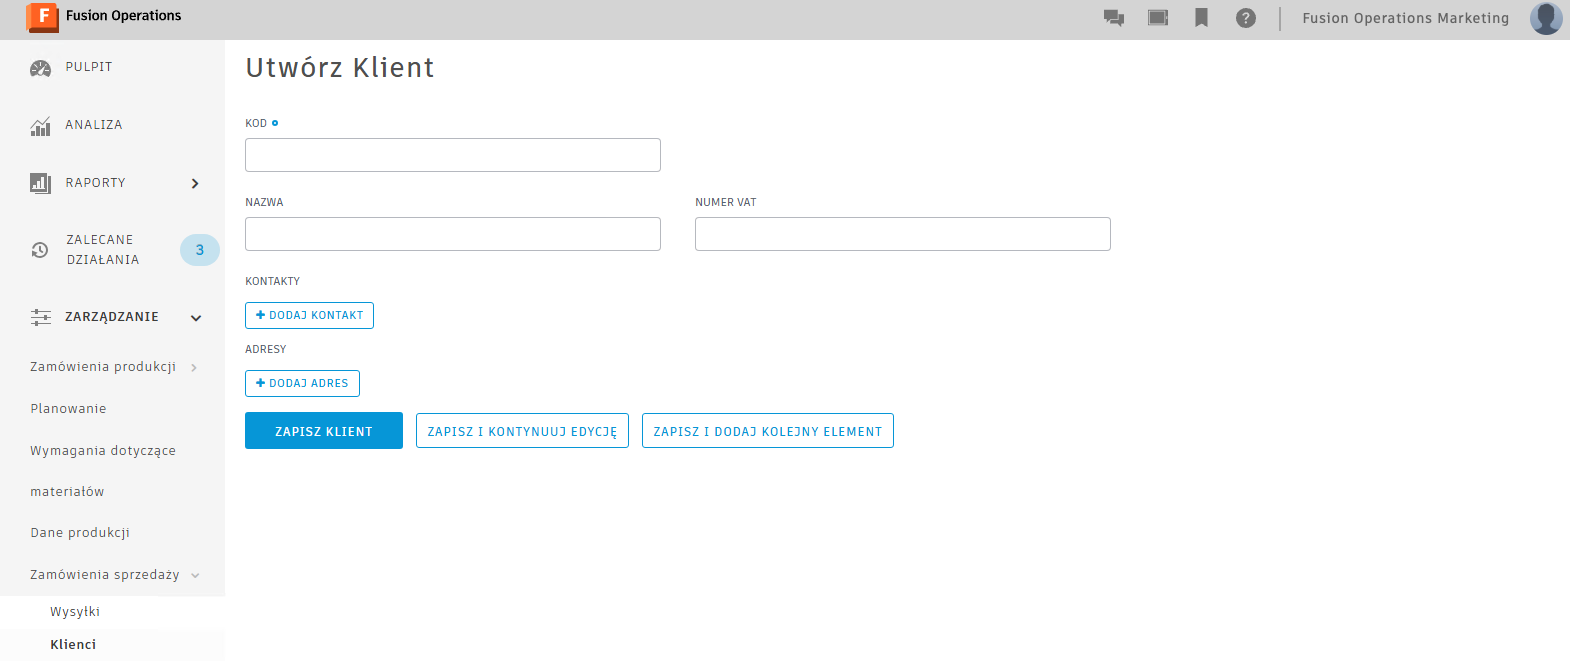 F Fusion Operations
? Fusion Operations Marketing
PULPIT
ANALIZA
RAPORTY
ZALECANE
DZIAŁANIA
3
ZARZĄDZANIE
Zamówienia produkcji
Planowanie
Wymagania dotyczące
materiałów
Dane produkcji
Zamówienia sprzedaży
Wysyłki
Klienci
Utwórz Klient
KOD
NAZWA
NUMER VAT
KONTAKTY
+ DODAJ KONTAKT
ADRESY
+ DODAJ ADRES
ZAPISZ KLIENT
ZAPISZ I KONTYNUUJ EDYCJĘ
ZAPISZ I DODAJ KOLEJNY ELEMENT